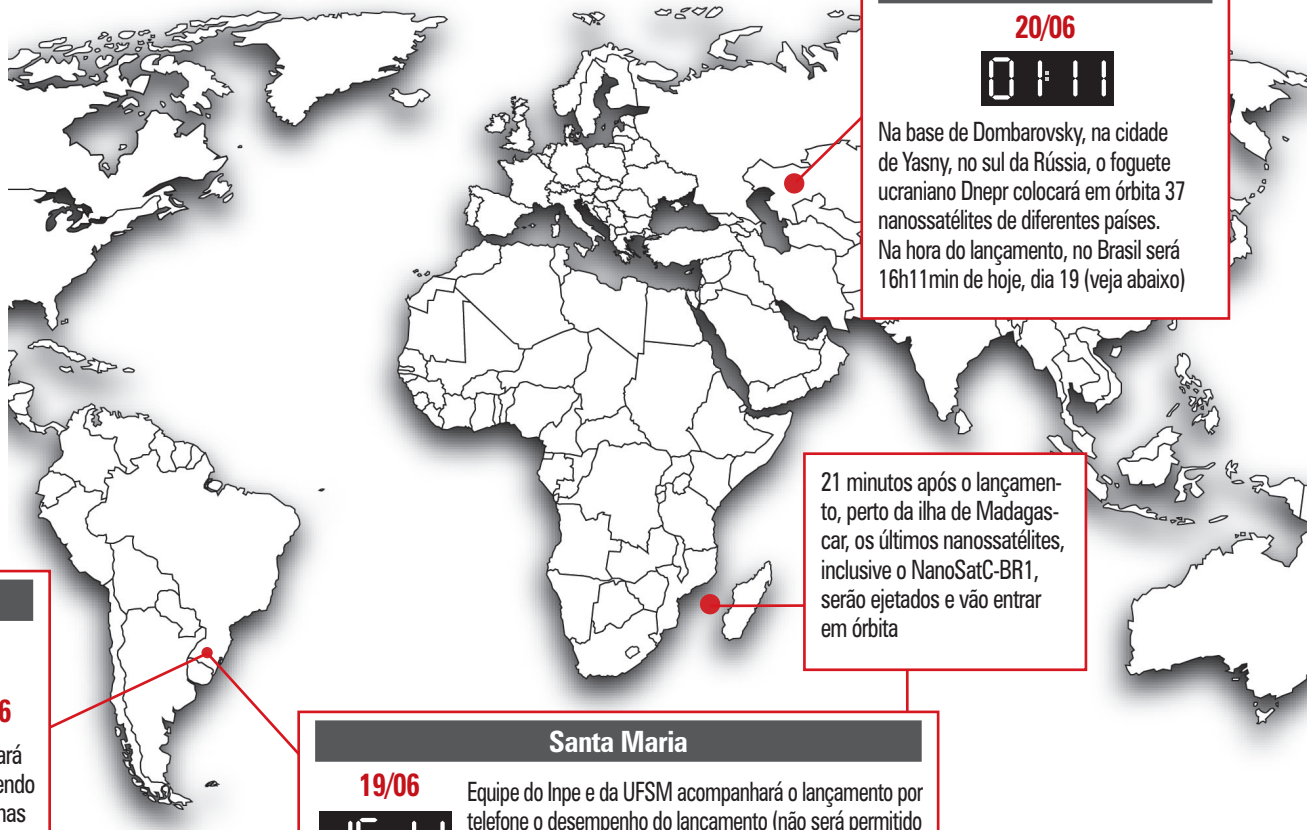 20/06
01:11
Na base de Dombarovsky, na cidade
de Yasny, no sul da Rússia, o foguete
ucraniano Dnepr colocará em órbita 37
nanossatélites de diferentes países.
Na hora do lançamento, no Brasil será
16h11min de hoje, dia 19 (veja abaixo)
21 minutos após o lançamen-
to, perto da ilha de Madagas-
car, os últimos nanossatélites,
inclusive o NanoSatC-BR1,
serão ejetados e vão entrar
em órbita
Santa Maria
19/06
Equipe do Inpe e da UFSM acompanhará o lançamento por
telefone o desempenho do lançamento (não será permitido